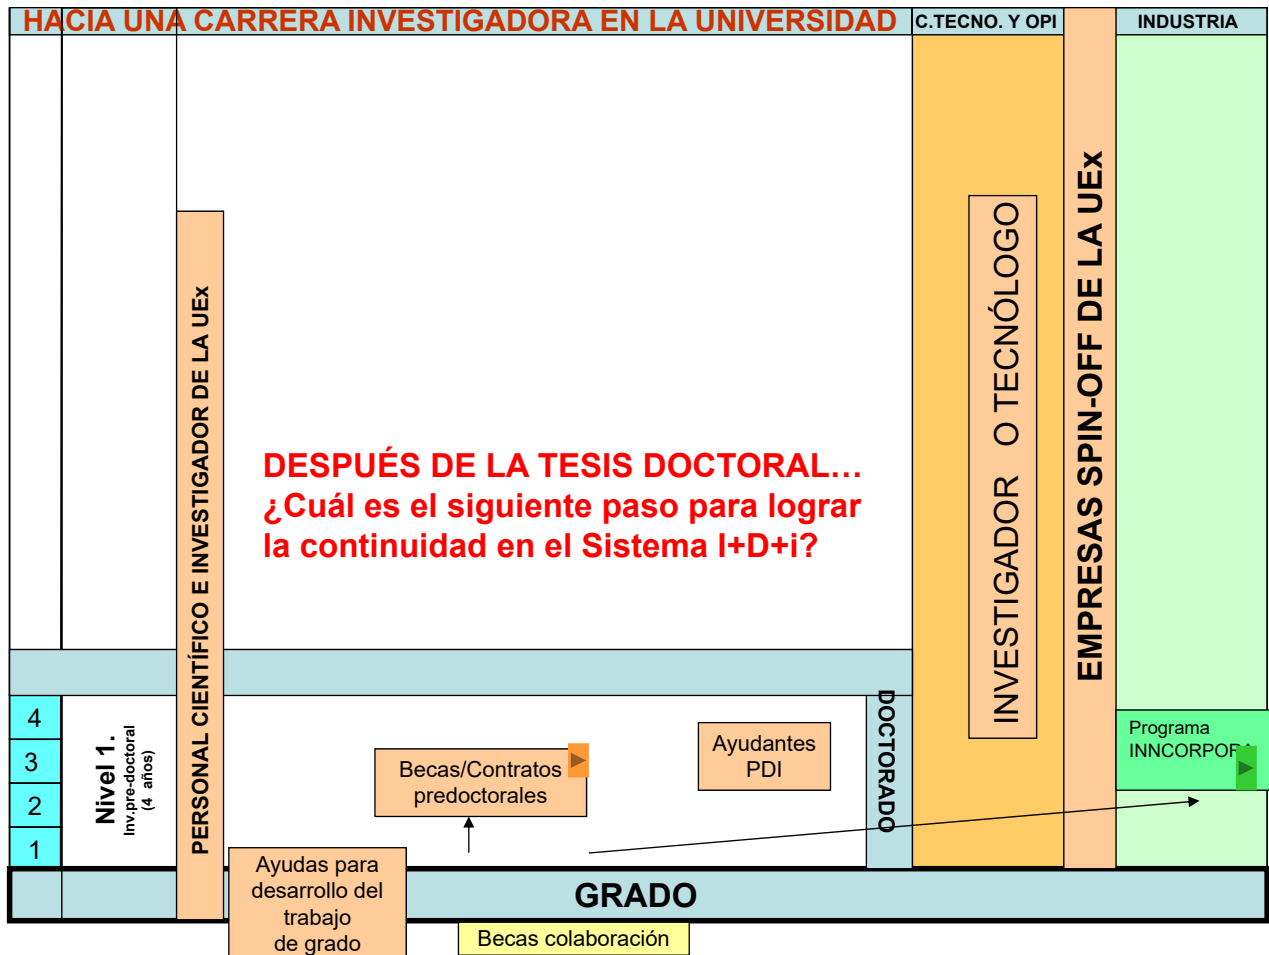 HACIA UNA CARRERA INVESTIGADORA EN LA UNIVERSIDAD
C.TECNO. Y OPI
INDUSTRIA
EMPRESAS SPIN-OFF DE LA UEx
INVESTIGADOR O TECNÓLOGO
PERSONAL CIENTÍFICO E INVESTIGADOR DE LA UEx
DESPUÉS DE LA TESIS DOCTORAL…
¿Cuál es el siguiente paso para lograr
la continuidad en el Sistema I+D+i?
4
3
2
1
Nivel 1.
Inv.pre-doctoral
(4 años)
Becas/Contratos
predoctorales
Ayudantes
PDI
DOCTORADO
Programa
INNCORPORA
Ayudas para
desarrollo del
trabajo
de grado
GRADO
Becas colaboración